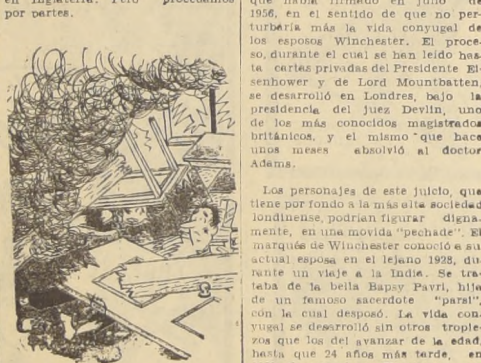 en Inglaterra. Pero procedamos
por partes.
que había firmado en julio de
1956, en el sentido de que no per-
turbaría más la vida conyugal de
los esposos Winchester. El proce-
so, durante el cual se han leído has-
ta cartas privadas del Presidente Ei-
senhower y de Lord Mountbatten,
se desarrolló en Londres, bajo la
presidencia del juez Devlin, uno
de los más conocidos magistrados
británicos, y el mismo que hace
unos meses absolvió al doctor
Adams.
Los personajes de este juicio, que
tiene por fondo a la más alta sociedad
londinense, podrían figurar digna-
mente, en una movida "pechade". El
marqués de Winchester conoció a su
actual esposa en el lejano 1928, du-
rante un viaje a la India. Se tra-
taba de la bella Bapsy Pavri, hija
de un famoso sacerdote "parsi",
con la cual desposó. La vida con-
yugal se desarrolló sin otros tropie-
zos que los del avanzar de la edad,
hasta que 24 años más tarde, en